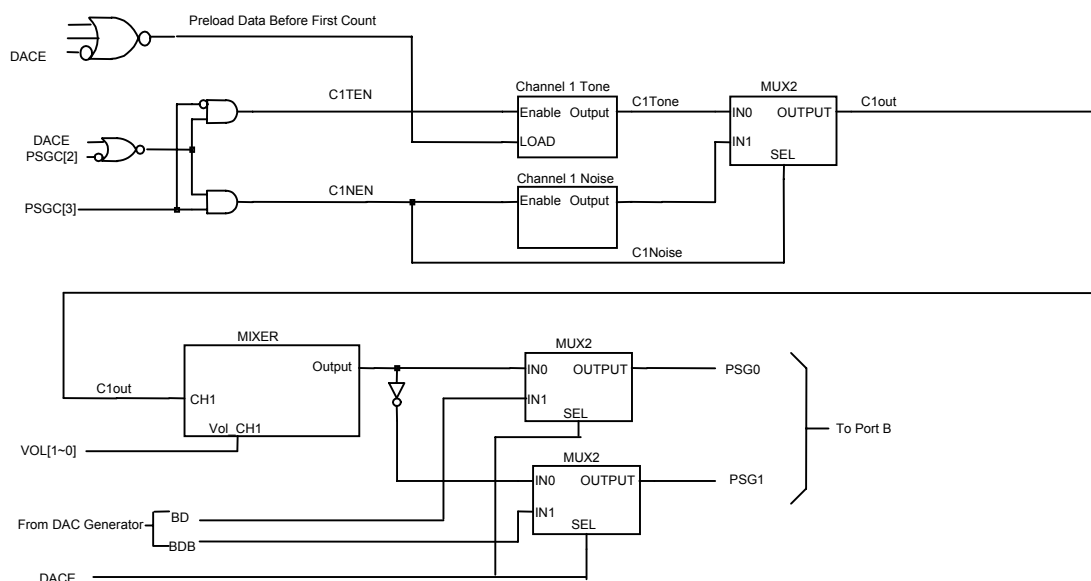 Preload Data Before First Count
DACE
Channel 1 Tone
MUX2
C1TEN
C1Tone
C1out
Enable Output
IN0 OUTPUT
LOAD
IN1
SEL
DACE
PSGC[2]
Channel 1 Noise
C1NEN
Enable Output
PSGC[3]
C1Noise
MIXER
MUX2
Output
IN0 OUTPUT
PSG0
C1out
CH1
IN1
SEL
Vol_CH1
To Port B
VOL[1~0]
MUX2
IN0 OUTPUT
PSG1
IN1
SEL
From DAC Generator
BD
BDB
DACE